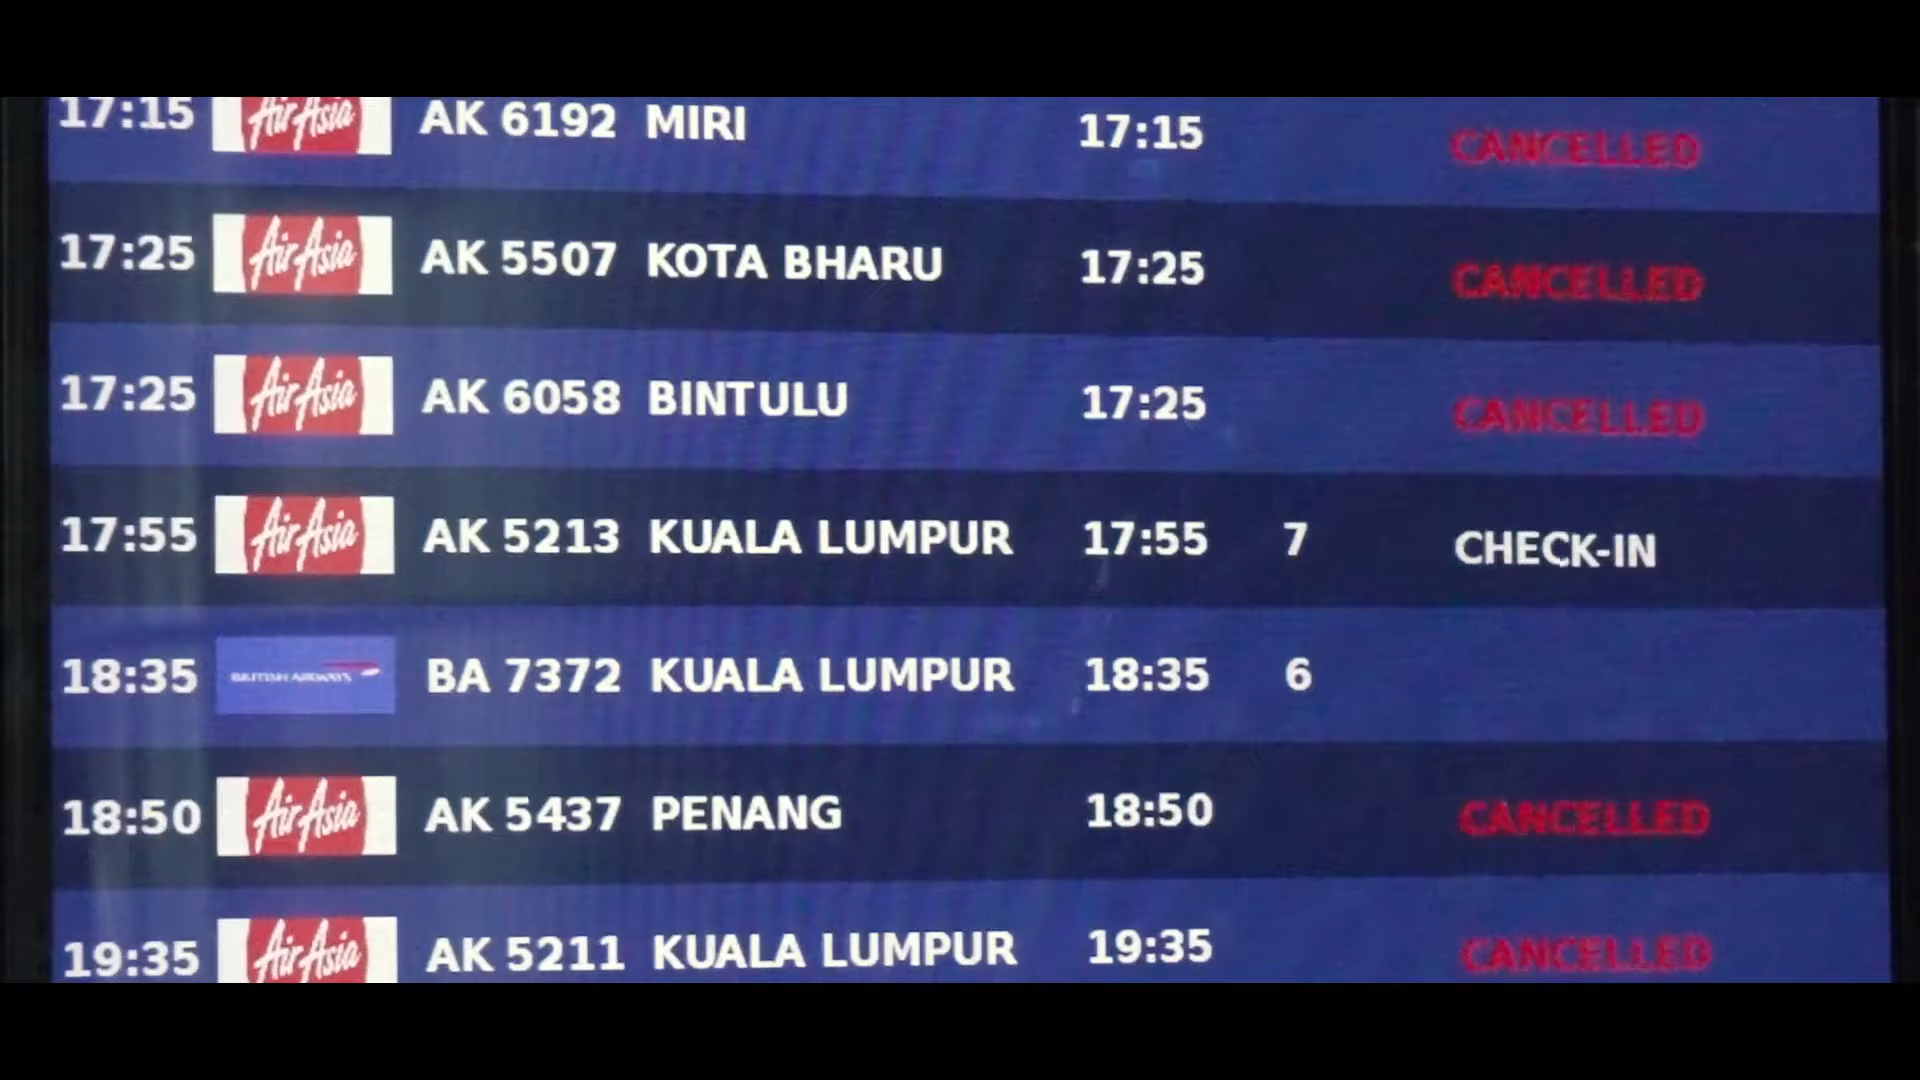 17:15 AirAsia AK 6192 MIRI 17:15 CANCELLED
17:25 AirAsia AK 5507 KOTA BHARU 17:25 CANCELLED
17:25 AirAsia AK 6058 BINTULU 17:25 CANCELLED
17:55 AirAsia AK 5213 KUALA LUMPUR 17:55 7 CHECK-IN
18:35 BRITISH AIRWAYS BA 7372 KUALA LUMPUR 18:35 6
18:50 AirAsia AK 5437 PENANG 18:50 CANCELLED
19:35 AirAsia AK 5211 KUALA LUMPUR 19:35 CANCELLED